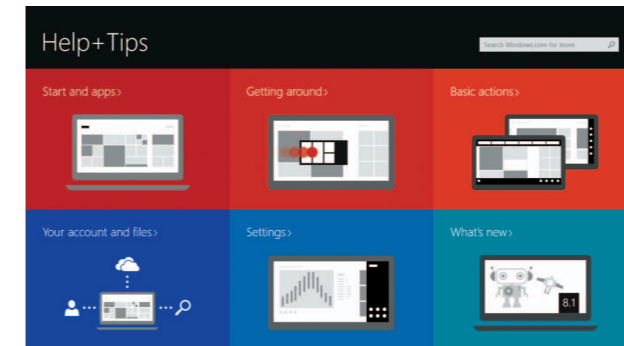 Help+Tips
Search Windows.com for more
Start and apps›
Getting around›
Basic actions›
Your account and files›
Settings›
What's new›
8.1